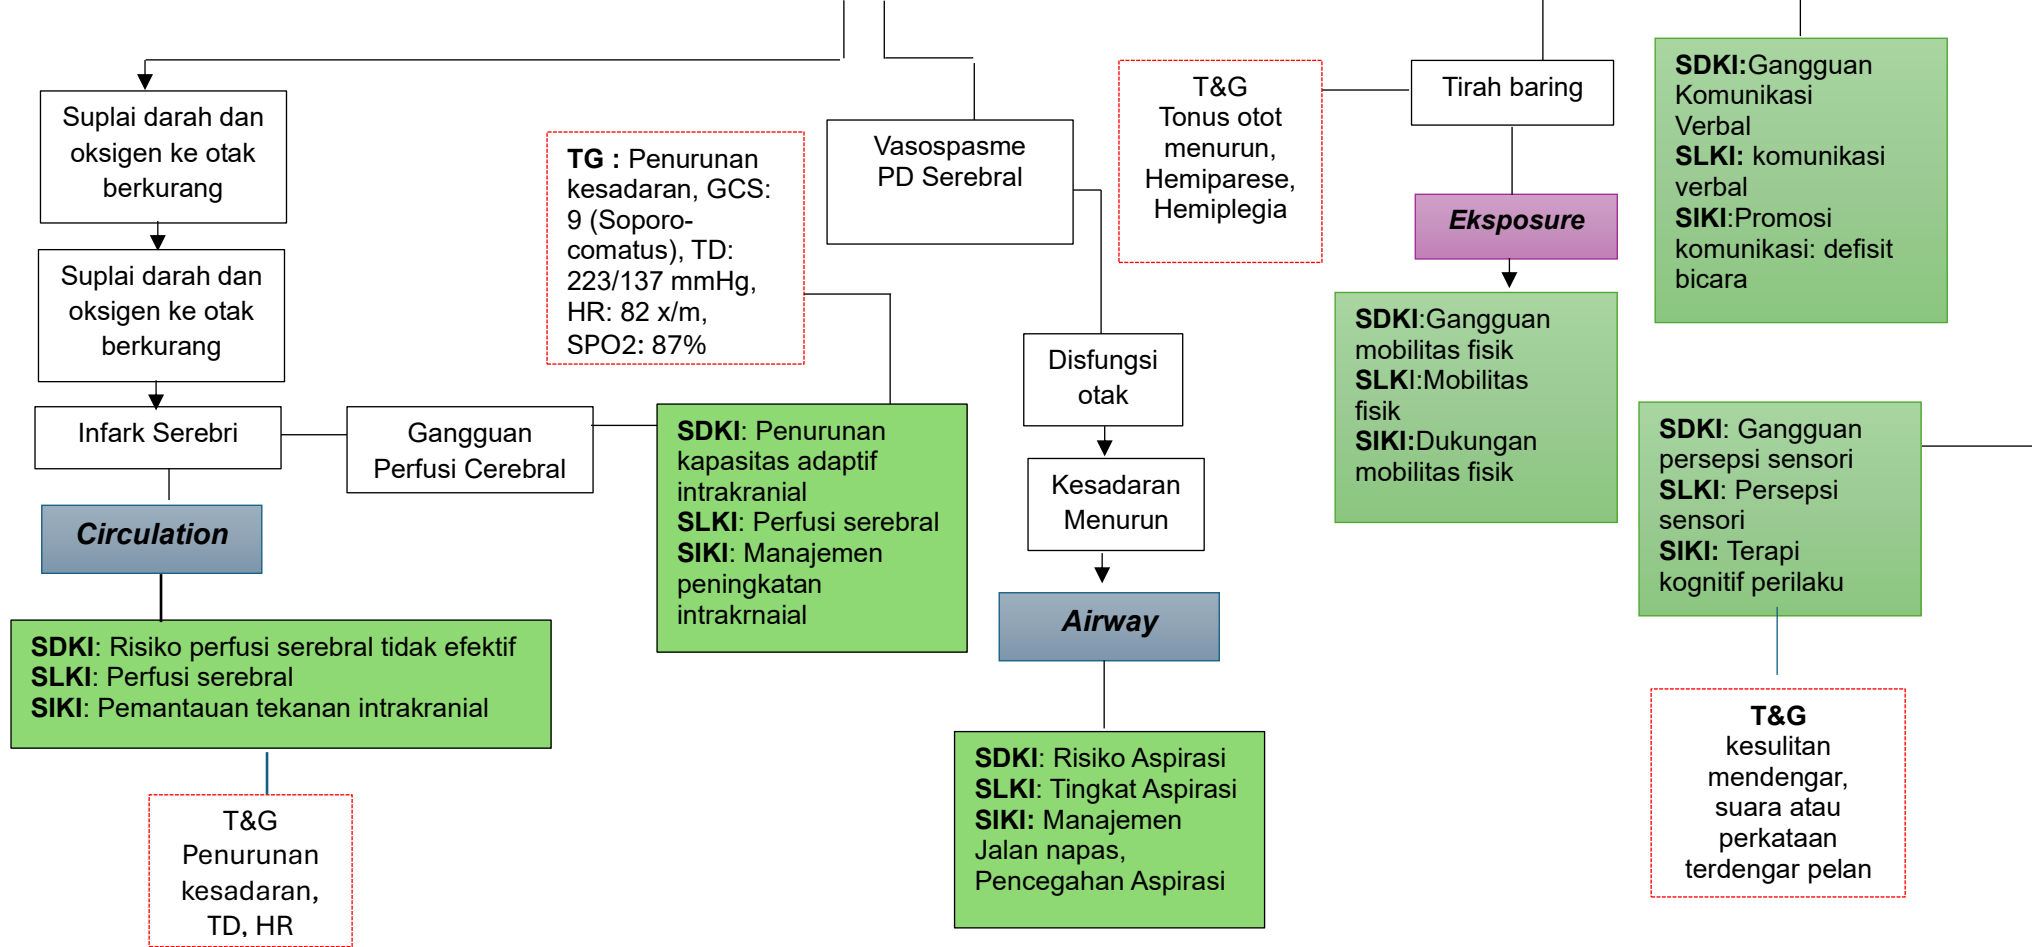 Suplai darah dan
oksigen ke otak
berkurang
Suplai darah dan
oksigen ke otak
berkurang
Infark Serebri
Gangguan
Perfusi Cerebral
Circulation
SDKI: Risiko perfusi serebral tidak efektif
SLKI: Perfusi serebral
SIKI: Pemantauan tekanan intrakranial
T&G
Penurunan
kesadaran,
TD, HR
TG : Penurunan
kesadaran, GCS:
9 (Soporo-
comatus), TD:
223/137 mmHg,
HR: 82 x/m,
SPO2: 87%
SDKI: Penurunan
kapasitas adaptif
intrakranial
SLKI: Perfusi serebral
SIKI: Manajemen
peningkatan
intrakrnaial
Vasospasme
PD Serebral
Disfungsi
otak
Kesadaran
Menurun
Airway
SDKI: Risiko Aspirasi
SLKI: Tingkat Aspirasi
SIKI: Manajemen
Jalan napas,
Pencegahan Aspirasi
T&G
Tonus otot
menurun,
Hemiparese,
Hemiplegia
Tirah baring
Eksposure
SDKI:Gangguan
mobilitas fisik
SLKI:Mobilitas
fisik
SIKI:Dukungan
mobilitas fisik
SDKI:Gangguan
Komunikasi
Verbal
SLKI: komunikasi
verbal
SIKI:Promosi
komunikasi: defisit
bicara
SDKI: Gangguan
persepsi sensori
SLKI: Persepsi
sensori
SIKI: Terapi
kognitif perilaku
T&G
kesulitan
mendengar,
suara atau
perkataan
terdengar pelan